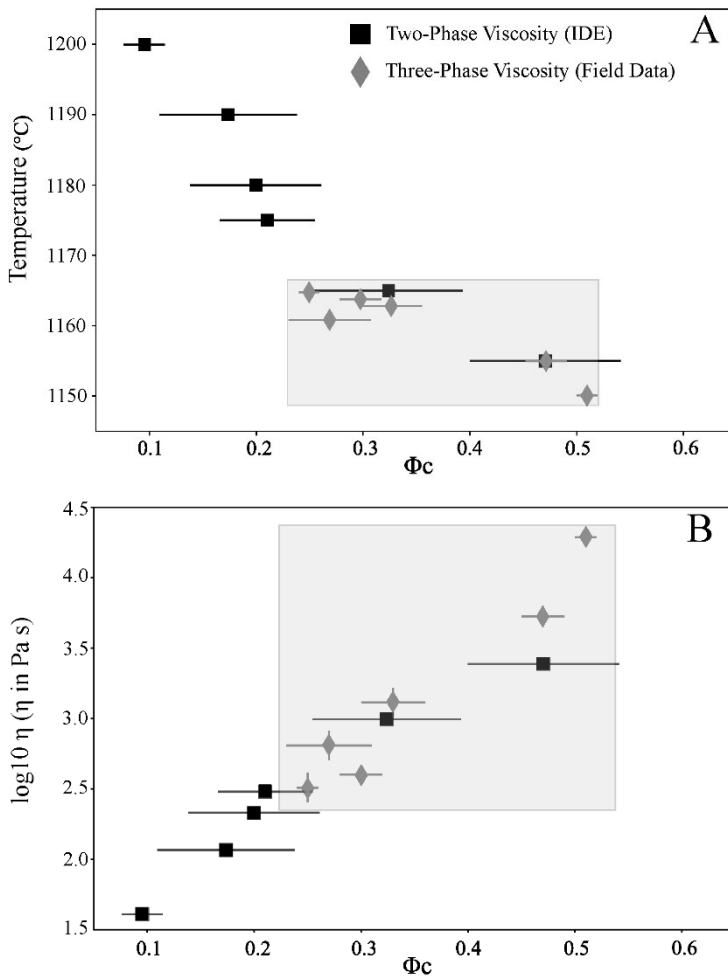 A
Two-Phase Viscosity (IDE)
Three-Phase Viscosity (Field Data)
Temperature (°C)
1200
1190
1180
1170
1160
1150
0.1 0.2 0.3 0.4 0.5 0.6
Φc
B
log10 η (η in Pa s)
4.5
4.0
3.5
3.0
2.5
2.0
1.5
0.1 0.2 0.3 0.4 0.5 0.6
Φc